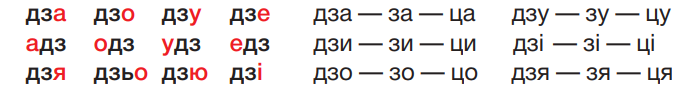 дза дзо дзу дзе дза — за — ца дзу — зу — цу
адз одз удз едз дзи — зи — ци дзі — зі — ці
дзя дзьо дзю дзі дзо — зо — цо дзя — зя — ця